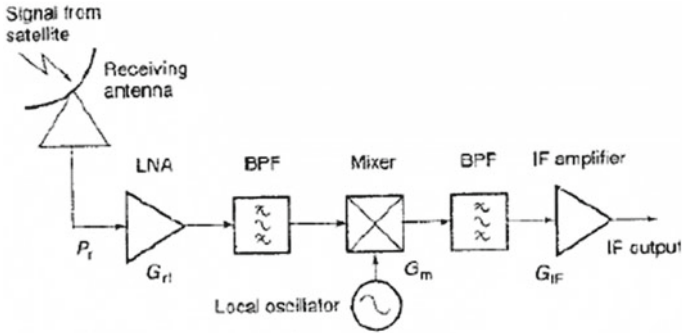 Signal from
satellite
Receiving
antenna
LNA
BPF
Mixer
BPF
IF amplifier
Pr
Grf
Gm
GIF
IF output
Local oscillator